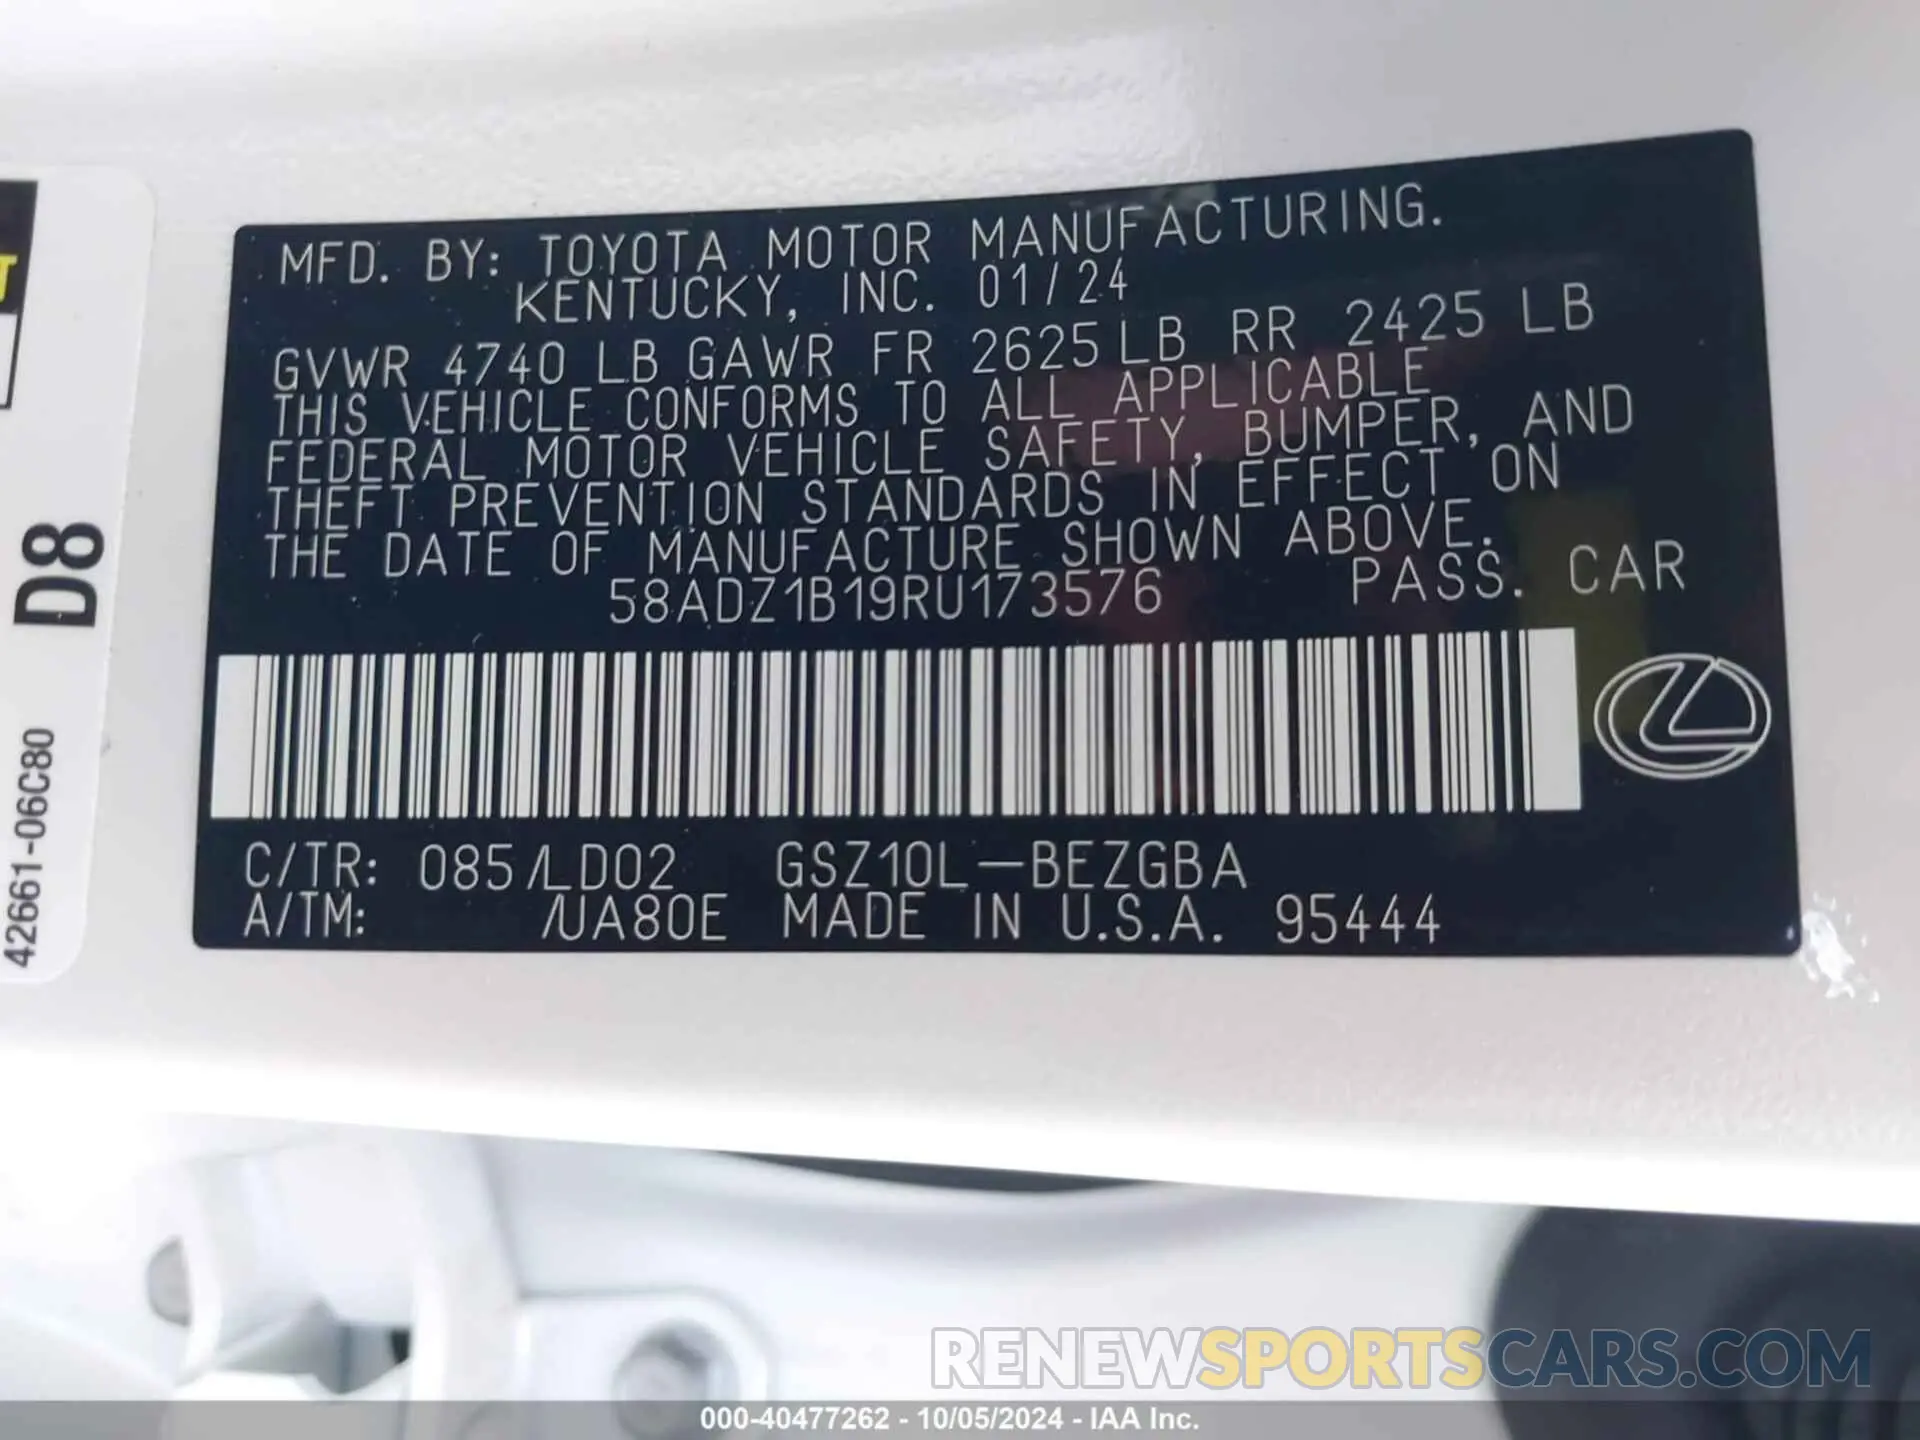 MFD. BY: TOYOTA MOTOR MANUFACTURING.
KENTUCKY, INC. 01/24
GVWR 4740 LB GAWR FR 2625 LB RR 2425 LB
THIS VEHICLE CONFORMS TO ALL APPLICABLE
FEDERAL MOTOR VEHICLE SAFETY, BUMPER, AND
THEFT PREVENTION STANDARDS IN EFFECT ON
THE DATE OF MANUFACTURE SHOWN ABOVE.
58ADZ1B19RU173576 PASS. CAR
C/TR: 085/LD02 GSZ10L-BEZGBA
A/TM: /UA80E MADE IN U.S.A. 95444
T
D8
42661-06C80
RENEWSPORTSCARS.COM
000-40477262 - 10/05/2024 - IAA Inc.